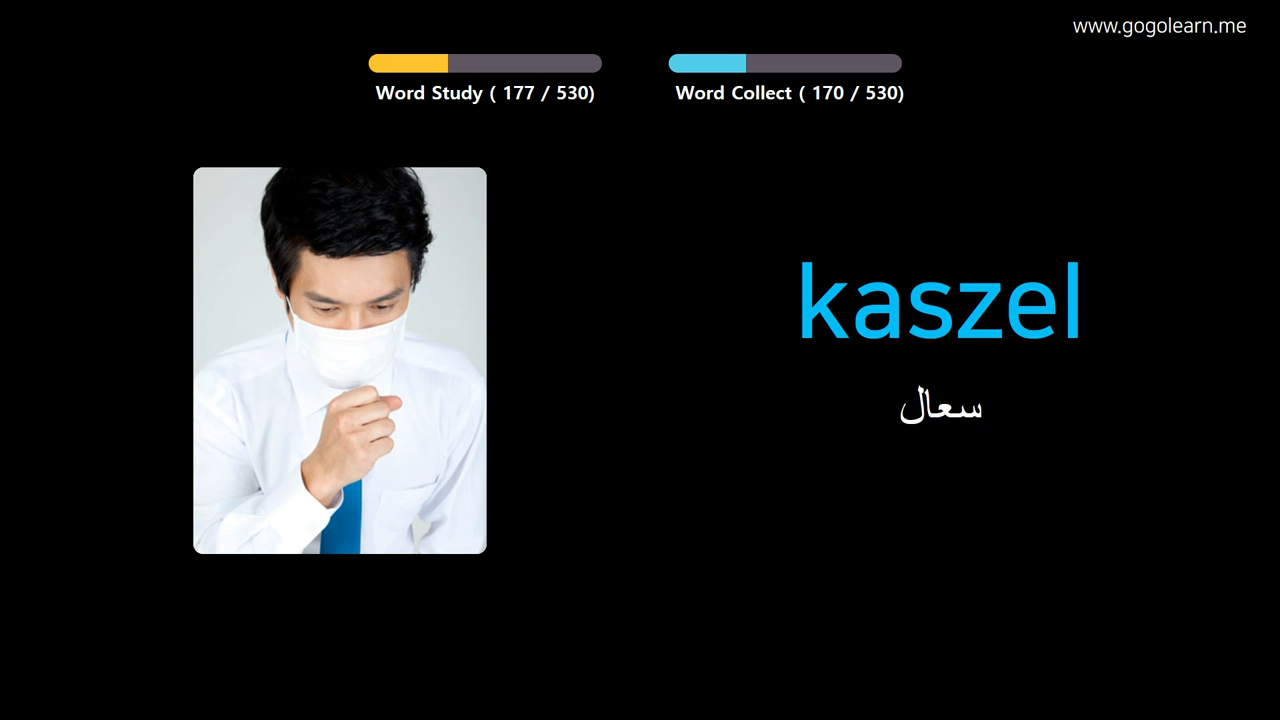 www.gogolearn.me
Word Study ( 177 / 530)
Word Collect ( 170 / 530)
kaszel
سعال